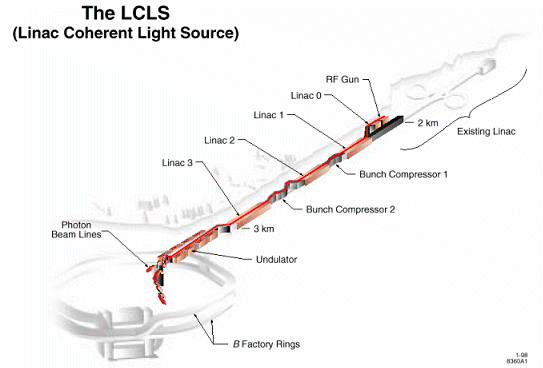 The LCLS
(Linac Coherent Light Source)
RF Gun
Linac 0
Linac 1
2 km
Existing Linac
Linac 2
Bunch Compressor 1
Linac 3
Bunch Compressor 2
Photon
Beam Lines
3 km
Undulator
B Factory Rings
1-98
8360A1